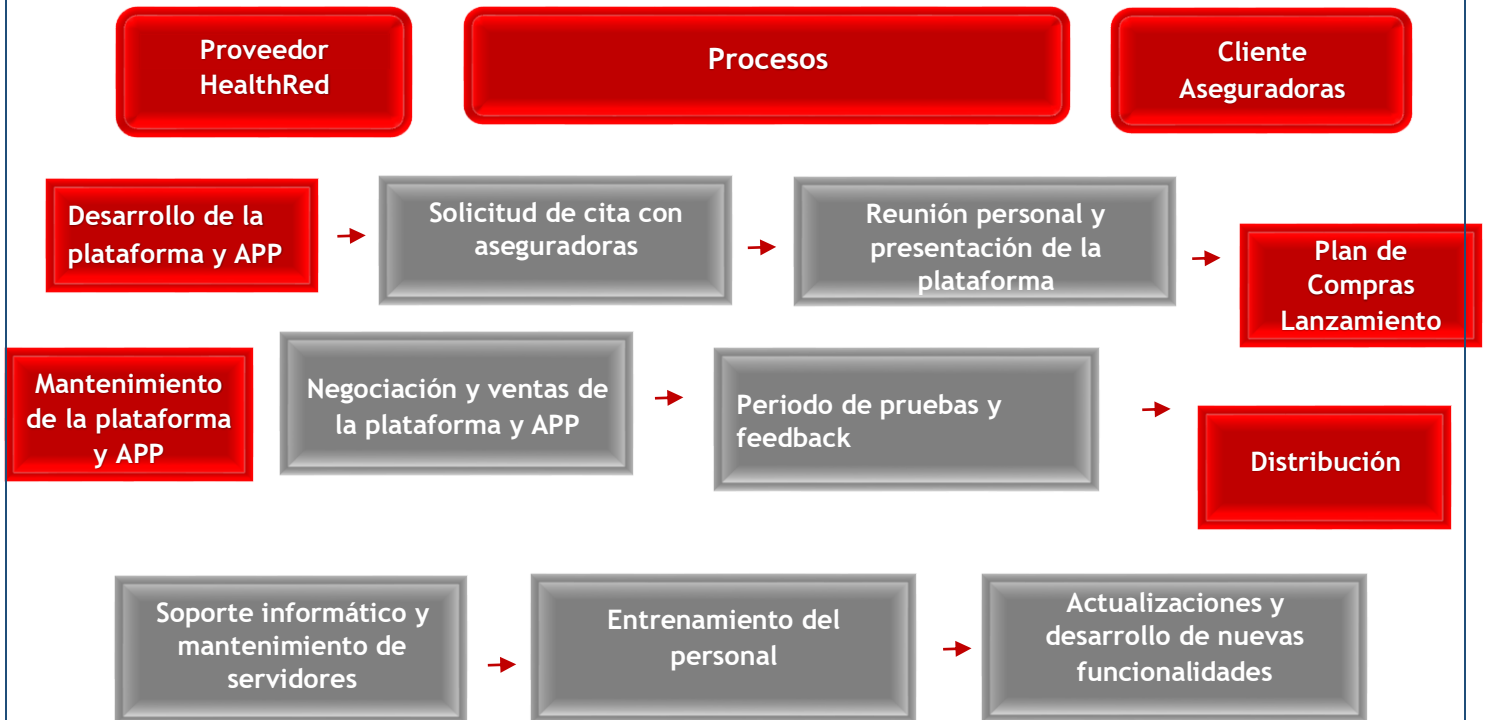 Proveedor
HealthRed
Procesos
Cliente
Aseguradoras
Desarrollo de la
plataforma y APP
Solicitud de cita con
aseguradoras
Reunión personal y
presentación de la
plataforma
Plan de
Compras
Lanzamiento
Mantenimiento
de la plataforma
y APP
Negociación y ventas de
la plataforma y APP
Periodo de pruebas y
feedback
Distribución
Soporte informático y
mantenimiento de
servidores
Entrenamiento del
personal
Actualizaciones y
desarrollo de nuevas
funcionalidades